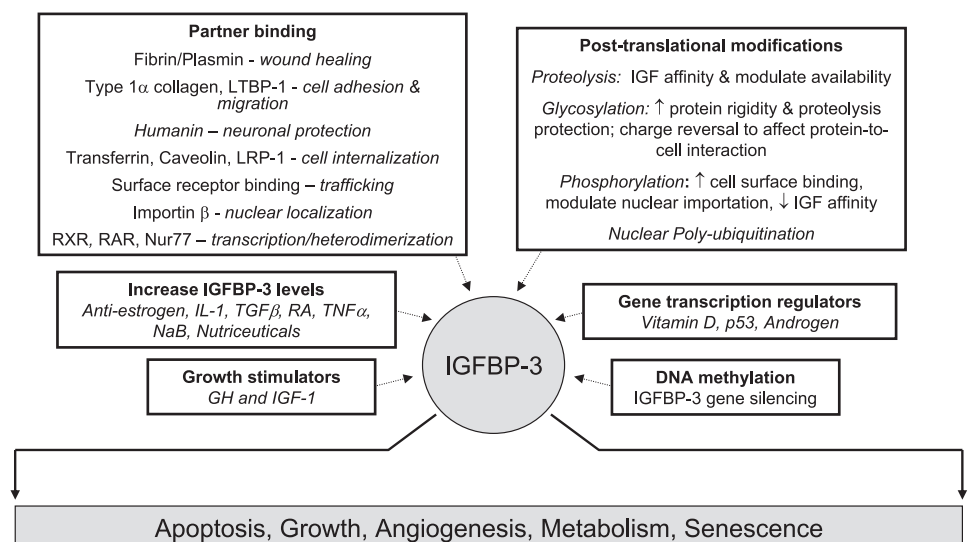 Partner binding
Fibrin/Plasmin - wound healing
Type 1α collagen, LTBP-1 - cell adhesion &
migration
Humanin – neuronal protection
Transferrin, Caveolin, LRP-1 - cell internalization
Surface receptor binding – trafficking
Importin β - nuclear localization
RXR, RAR, Nur77 – transcription/heterodimerization
Post-translational modifications
Proteolysis: IGF affinity & modulate availability
Glycosylation: ↑ protein rigidity & proteolysis
protection; charge reversal to affect protein-to-
cell interaction
Phosphorylation: ↑ cell surface binding,
modulate nuclear importation, ↓ IGF affinity
Nuclear Poly-ubiquitination
Increase IGFBP-3 levels
Anti-estrogen, IL-1, TGFβ, RA, TNFα,
NaB, Nutriceuticals
Gene transcription regulators
Vitamin D, p53, Androgen
Growth stimulators
GH and IGF-1
IGFBP-3
DNA methylation
IGFBP-3 gene silencing
Apoptosis, Growth, Angiogenesis, Metabolism, Senescence